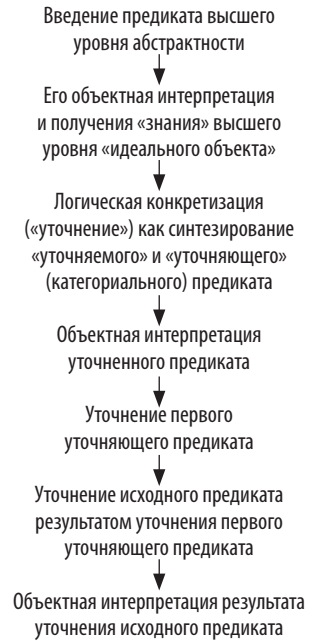 Введение предиката высшего
уровня абстрактности
Его объектная интерпретация
и получения «знания» высшего
уровня «идеального объекта»
Логическая конкретизация
(«уточнение») как синтезирование
«уточняемого» и «уточняющего»
(категориального) предиката
Объектная интерпретация
уточненного предиката
Уточнение первого
уточняющего предиката
Уточнение исходного предиката
результатом уточнения первого
уточняющего предиката
Объектная интерпретация результата
уточнения исходного предиката